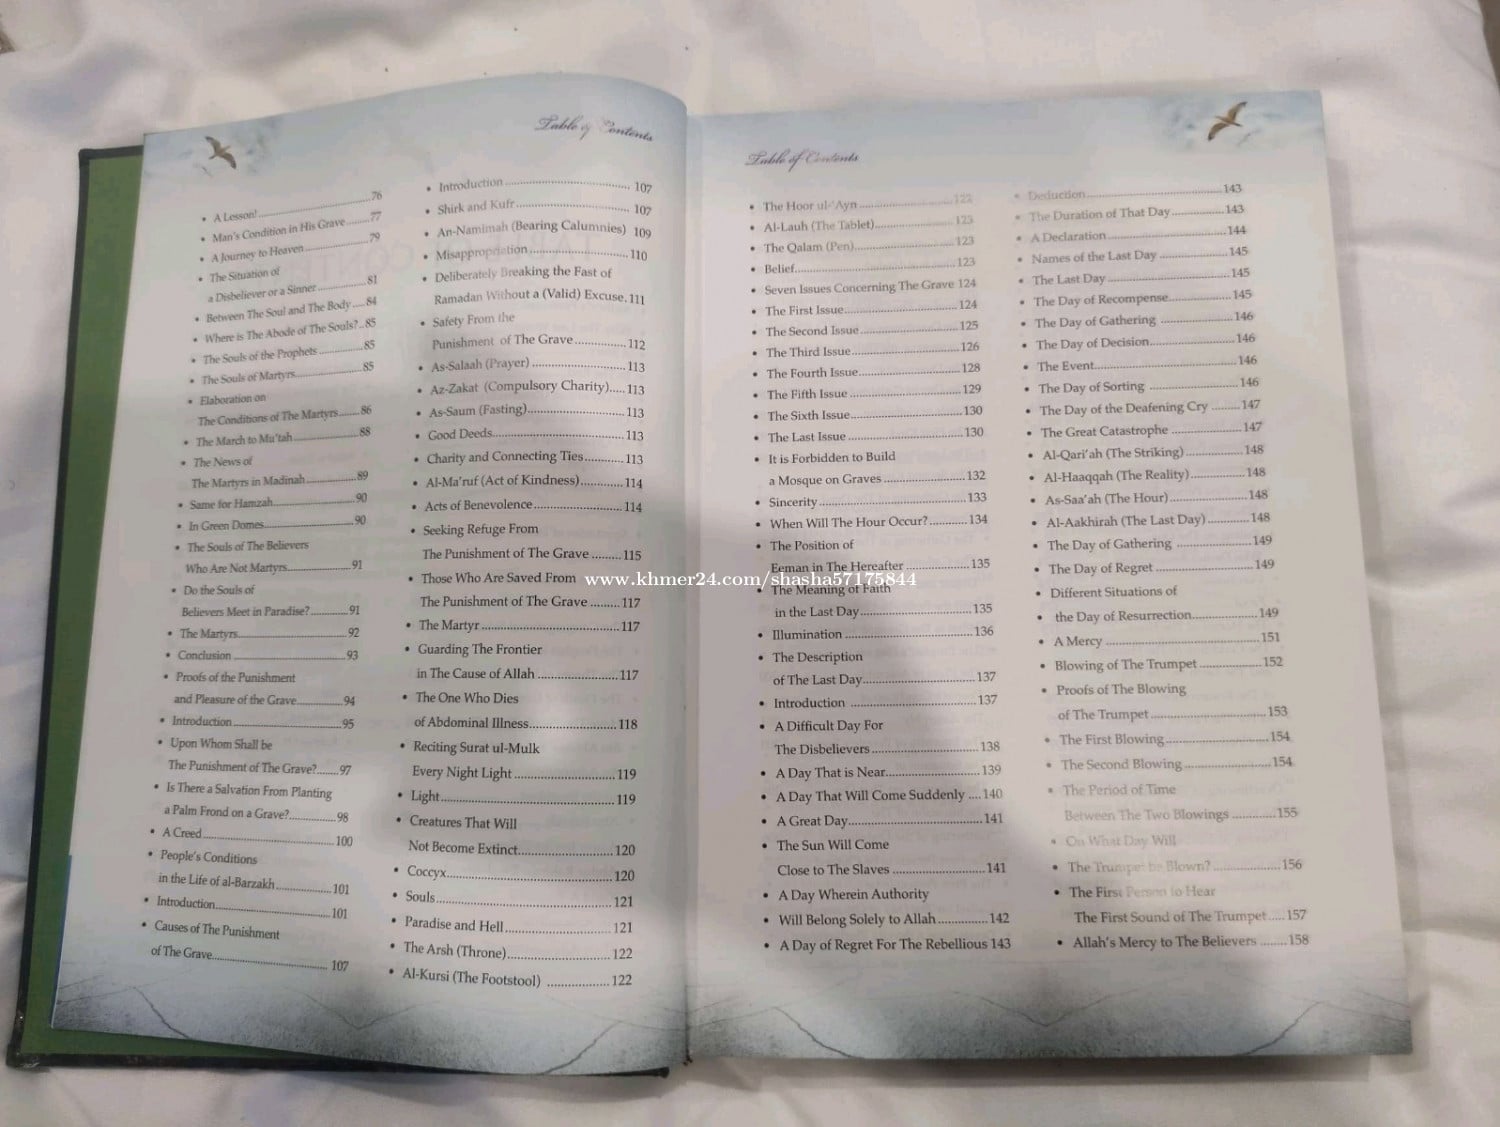 Table of Contents
• A Lesson!.....76
• Man's Condition in His Grave.....77
• A Journey to Heaven.....79
• The Situation of
a Disbeliever or a Sinner.....81
• Between The Soul and The Body.....84
• Where is The Abode of The Souls?..85
• The Souls of the Prophets.....85
• The Souls of Martyrs.....85
• Elaboration on
The Conditions of The Martyrs.....86
• The March to Mu'tah.....88
• The News of
The Martyrs in Madinah.....89
• Same for Hamzah.....90
• In Green Domes.....90
• The Souls of The Believers
Who Are Not Martyrs.....91
• Do the Souls of
Believers Meet in Paradise?.....91
• The Martyrs.....92
• Conclusion.....93
• Proofs of the Punishment
and Pleasure of the Grave.....94
• Introduction.....95
• Upon Whom Shall be
The Punishment of The Grave?.....97
• Is There a Salvation From Planting
a Palm Frond on a Grave?.....98
• A Creed.....100
• People's Conditions
in the Life of al-Barzakh.....101
• Introduction.....101
• Causes of The Punishment
of The Grave.....107
• Introduction.....107
• Shirk and Kufr.....107
• An-Namimah (Bearing Calumnies) 109
• Misappropriation.....110
• Deliberately Breaking the Fast of
Ramadan Without a (Valid) Excuse.111
• Safety From the
Punishment of The Grave.....112
• As-Salaah (Prayer).....113
• Az-Zakat (Compulsory Charity).....113
• As-Saum (Fasting).....113
• Good Deeds.....113
• Charity and Connecting Ties.....113
• Al-Ma'ruf (Act of Kindness).....114
• Acts of Benevolence.....114
• Seeking Refuge From
The Punishment of The Grave.....115
• Those Who Are Saved From
The Punishment of The Grave.....117
• The Martyr.....117
• Guarding The Frontier
in The Cause of Allah.....117
• The One Who Dies
of Abdominal Illness.....118
• Reciting Surat ul-Mulk
Every Night Light.....119
• Light.....119
• Creatures That Will
Not Become Extinct.....120
• Coccyx.....120
• Souls.....121
• Paradise and Hell.....121
• The Arsh (Throne).....122
• Al-Kursi (The Footstool).....122
Table of Contents
• The Hoor ul-'Ayn.....122
• Al-Lauh (The Tablet).....123
• The Qalam (Pen).....123
• Belief.....123
• Seven Issues Concerning The Grave 124
• The First Issue.....124
• The Second Issue.....125
• The Third Issue.....126
• The Fourth Issue.....128
• The Fifth Issue.....129
• The Sixth Issue.....130
• The Last Issue.....130
• It is Forbidden to Build
a Mosque on Graves.....132
• Sincerity.....133
• When Will The Hour Occur?.....134
• The Position of
Eeman in The Hereafter.....135
• The Meaning of Faith
in the Last Day.....135
• Illumination.....136
• The Description
of The Last Day.....137
• Introduction.....137
• A Difficult Day For
The Disbelievers.....138
• A Day That is Near.....139
• A Day That Will Come Suddenly....140
• A Great Day.....141
• The Sun Will Come
Close to The Slaves.....141
• A Day Wherein Authority
• Will Belong Solely to Allah.....142
• A Day of Regret For The Rebellious 143
• Deduction.....143
• The Duration of That Day.....143
• A Declaration.....144
• Names of the Last Day.....145
• The Last Day.....145
• The Day of Recompense.....145
• The Day of Gathering.....146
• The Day of Decision.....146
• The Event.....146
• The Day of Sorting.....146
• The Day of the Deafening Cry.....147
• The Great Catastrophe.....147
• Al-Qari'ah (The Striking).....148
• Al-Haaqqah (The Reality).....148
• As-Saa'ah (The Hour).....148
• Al-Aakhirah (The Last Day).....148
• The Day of Gathering.....149
• The Day of Regret.....149
• Different Situations of
• the Day of Resurrection.....149
• A Mercy.....151
• Blowing of The Trumpet.....152
• Proofs of The Blowing
of The Trumpet.....153
• The First Blowing.....154
• The Second Blowing.....154
• The Period of Time
Between The Two Blowings.....155
• On What Day Will
• The Trumpet be Blown?.....156
• The First Person to Hear
The First Sound of The Trumpet.....157
• Allah's Mercy to The Believers.....158
www.khmer24.com/shasha57175844